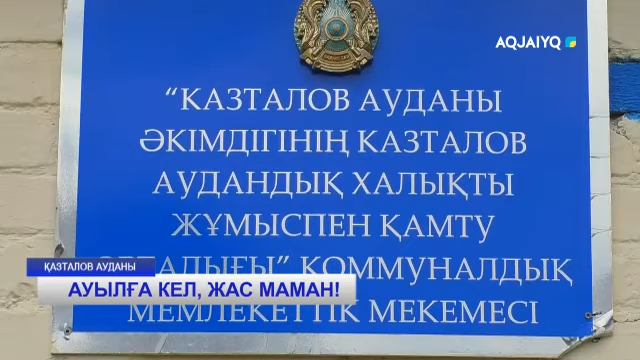 AQJAIYQ
“КАЗТАЛОВ АУДАНЫ
ӘКІМДІГІНІҢ КАЗТАЛОВ
АУДАНДЫҚ ХАЛЫҚТЫ
ЖҰМЫСПЕН ҚАМТУ
КОММУНАЛДЫҚ
МЕМЛЕКЕТТІК МЕКЕМЕСІ
ҚАЗТАЛОВ АУДАНЫ
АУЫЛҒА КЕЛ, ЖАС МАМАН!